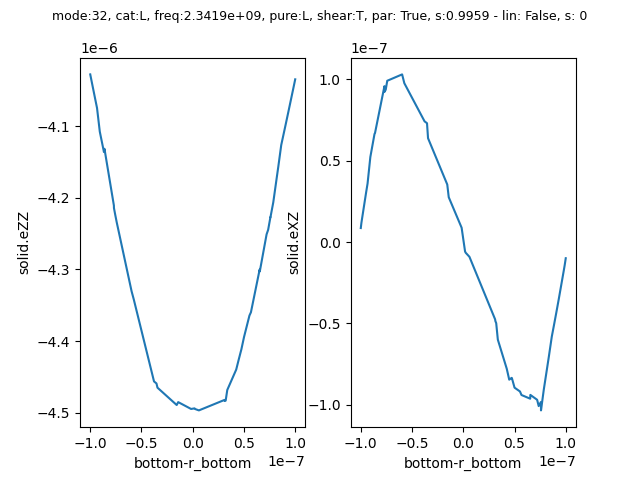 mode:32, cat:L, freq:2.3419e+09, pure:L, shear:T, par: True, s:0.9959 - lin: False, s: 0
1e−6
−4.1
−4.2
−4.3
−4.4
−4.5
solid.eZZ
−1.0 −0.5 0.0 0.5 1.0
bottom-r_bottom 1e−7
1e−7
1.0
0.5
0.0
−0.5
−1.0
solid.eXZ
−1.0 −0.5 0.0 0.5 1.0
bottom-r_bottom 1e−7